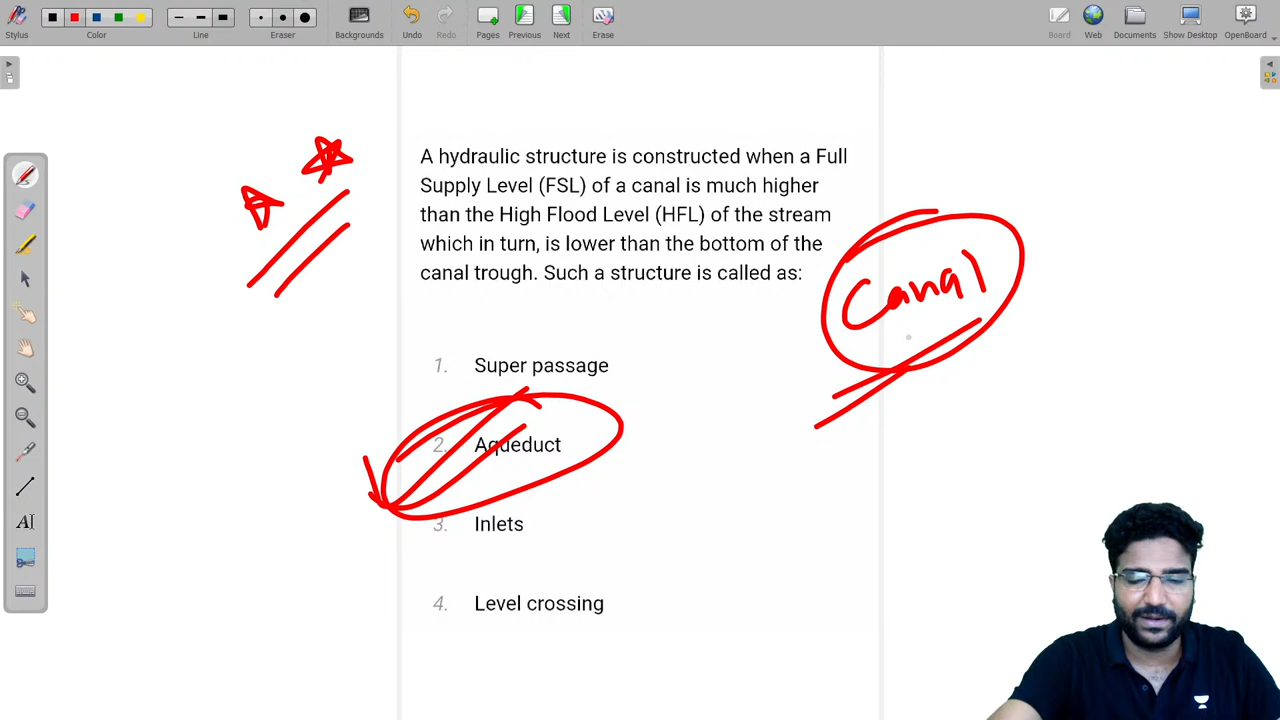 Stylus
Color
Line
Eraser
Backgrounds
Undo
Redo
Pages
Previous
Next
Erase
Board
Web
Documents
Show Desktop
OpenBoard
A hydraulic structure is constructed when a Full
Supply Level (FSL) of a canal is much higher
than the High Flood Level (HFL) of the stream
which in turn, is lower than the bottom of the
canal trough. Such a structure is called as:
Canal
1. Super passage
2. Aqueduct
3. Inlets
4. Level crossing
AI